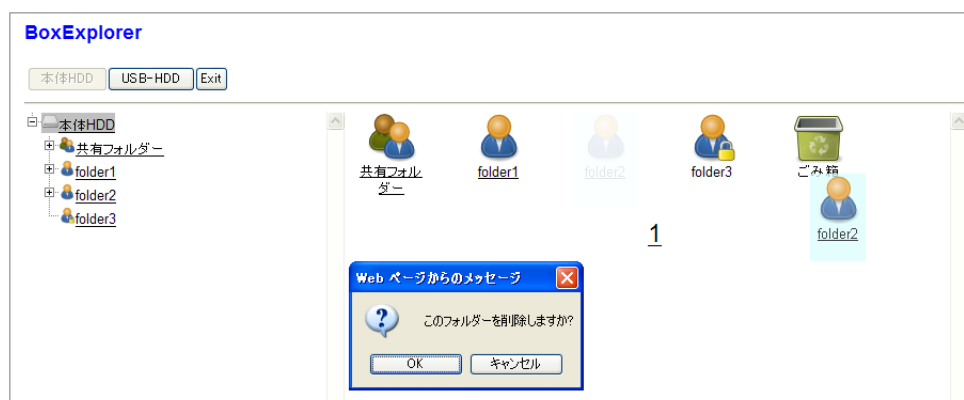 BoxExplorer
本体HDD USB-HDD Exit
本体HDD
共有フォルダー
folder1
folder2
folder3
共有フォル
ダー
folder1
folder2
folder3
ごみ箱
folder2
1
Web ページからのメッセージ
このフォルダーを削除しますか?
OK キャンセル